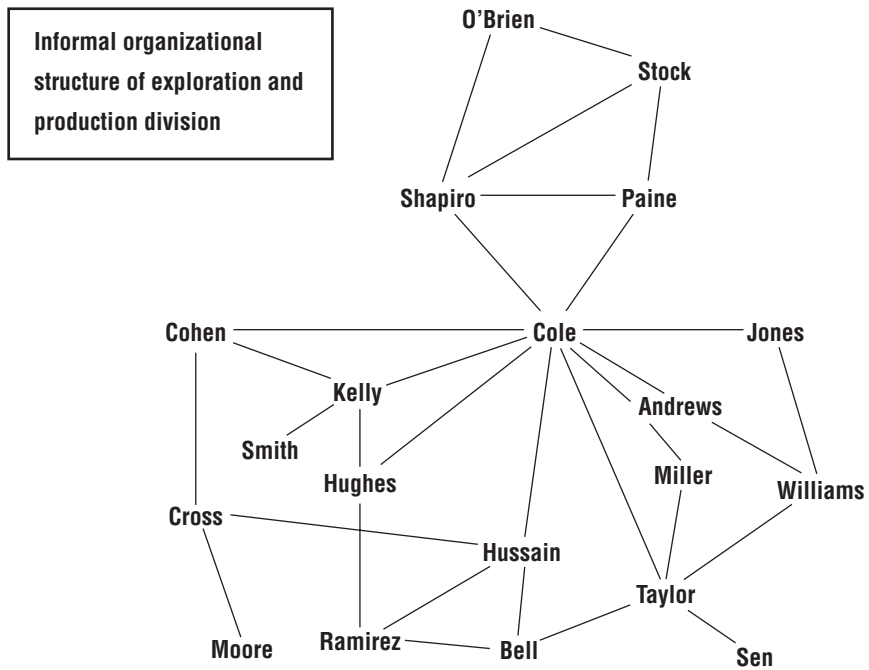 Informal organizational
structure of exploration and
production division
O’Brien
Stock
Shapiro
Paine
Cohen
Cole
Jones
Kelly
Andrews
Smith
Miller
Hughes
Williams
Cross
Hussain
Taylor
Moore
Ramirez
Bell
Sen